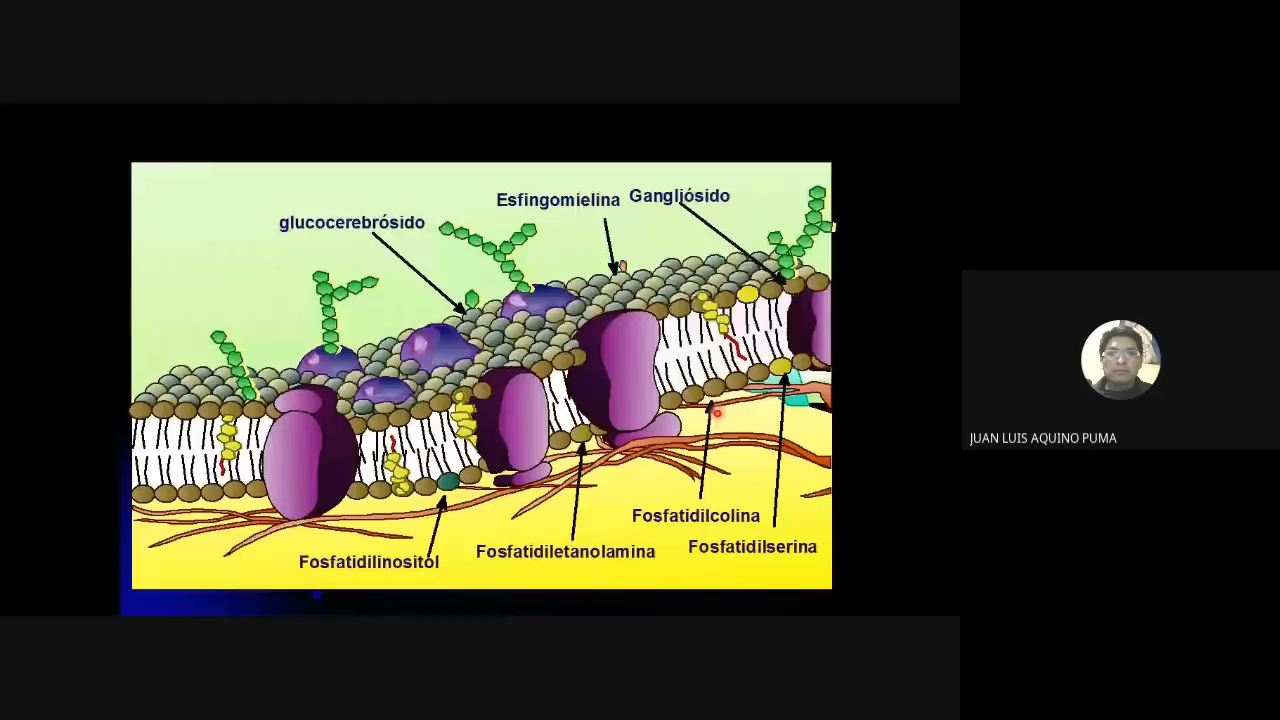 Esfingomielina
Gangliósido
glucocerebrósido
Fosfatidilcolina
Fosfatidilserina
Fosfatidiletanolamina
Fosfatidilinositol
JUAN LUIS AQUINO PUMA